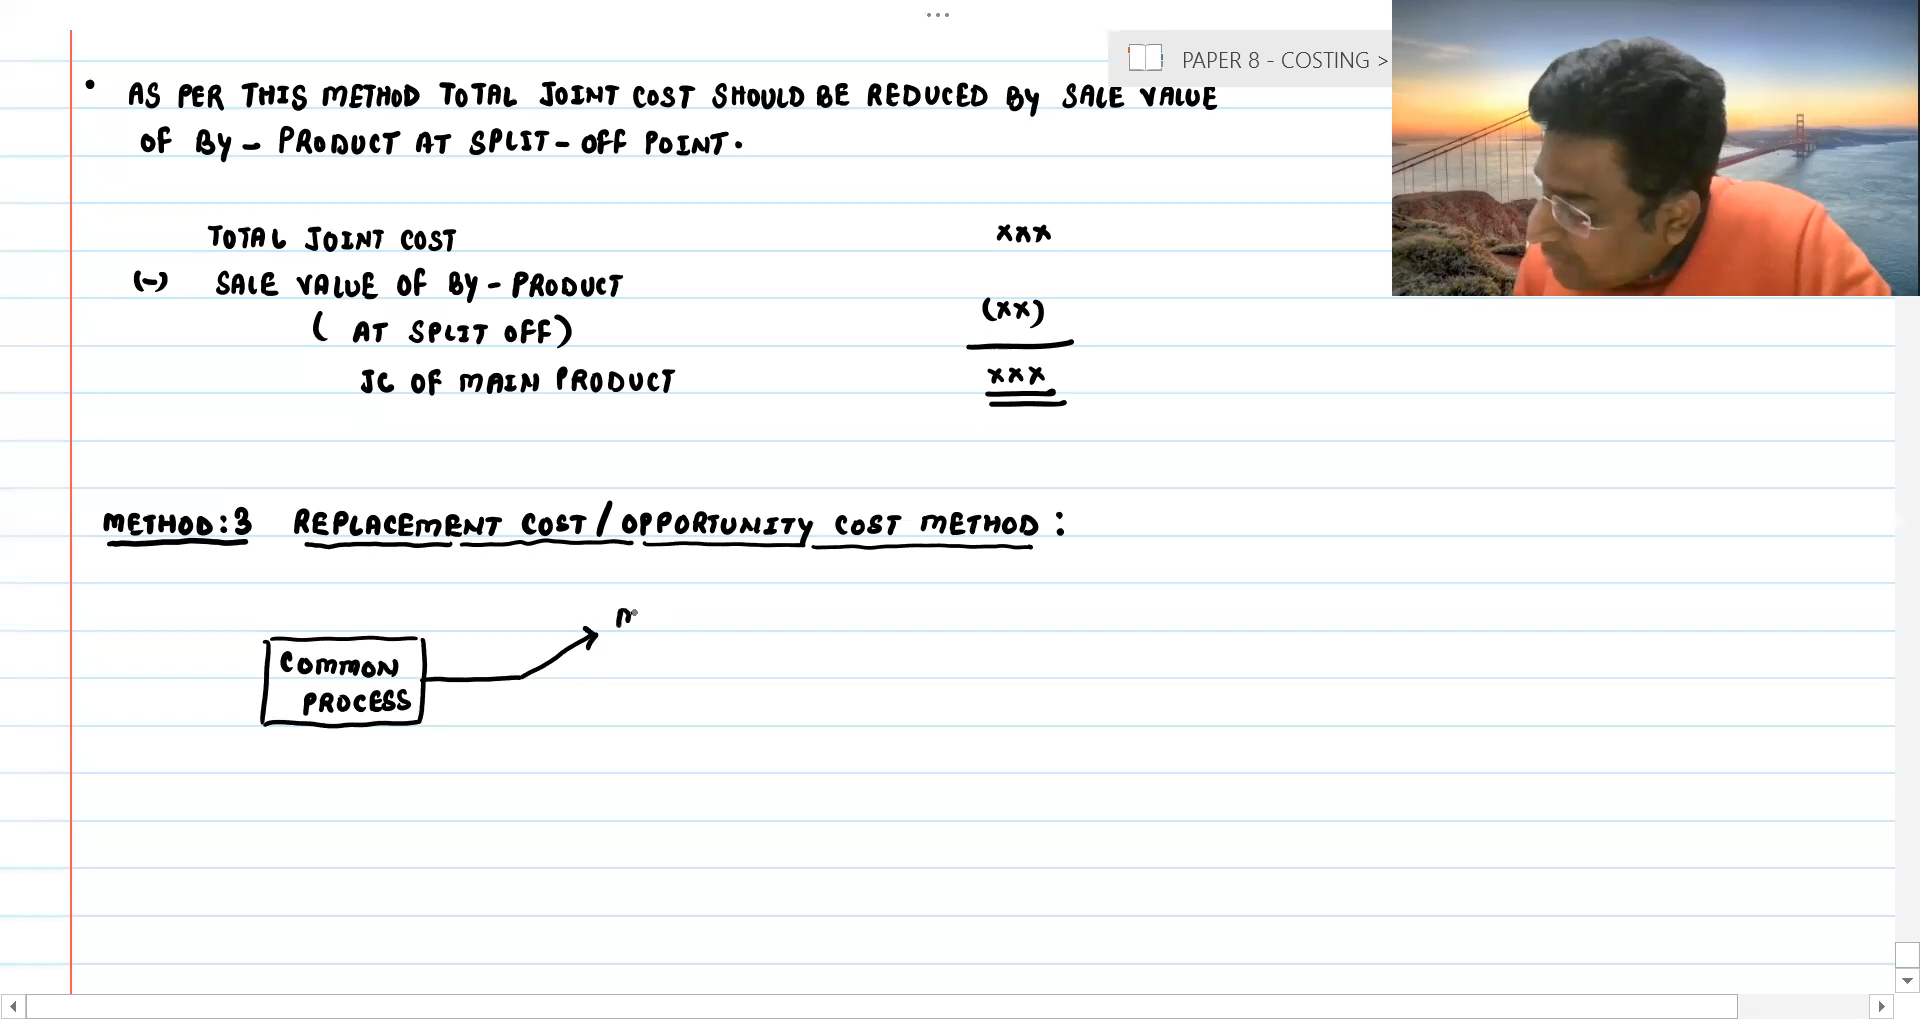 PAPER 8 - COSTING >
• AS PER THIS METHOD TOTAL JOINT COST SHOULD BE REDUCED BY SALE VALUE
OF BY - PRODUCT AT SPLIT - OFF POINT.
TOTAL JOINT COST xxx
(-) SALE VALUE OF BY - PRODUCT
( AT SPLIT OFF) (xx)
JC OF MAIN PRODUCT xxx
METHOD:3 REPLACEMENT COST / OPPORTUNITY COST METHOD :
COMMON
PROCESS